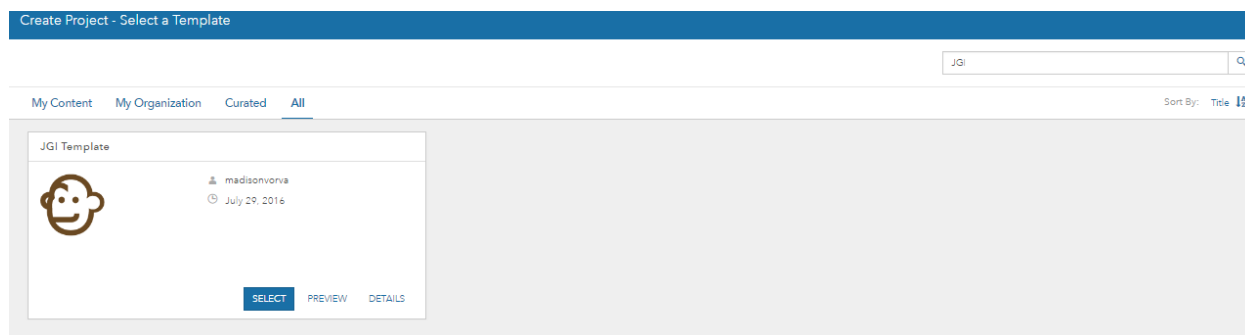 Create Project - Select a Template
JGI
My Content My Organization Curated All
Sort By: Title
JGI Template
madisonvorva
July 29, 2016
SELECT PREVIEW DETAILS